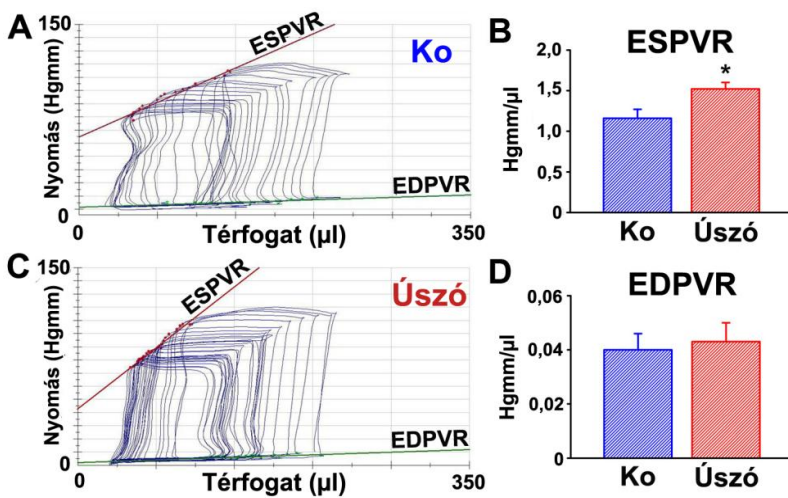 A
150
Nyomás (Hgmm)
0
ESPVR
Ko
EDPVR
0
Térfogat (µl)
350
B
ESPVR
2,0
1,5
1,0
0,5
0
Hgmm/µl
*
Ko
Úszó
C
150
Nyomás (Hgmm)
0
ESPVR
Úszó
EDPVR
0
Térfogat (µl)
350
D
EDPVR
0,06
0,04
0,02
0
Hgmm/µl
Ko
Úszó